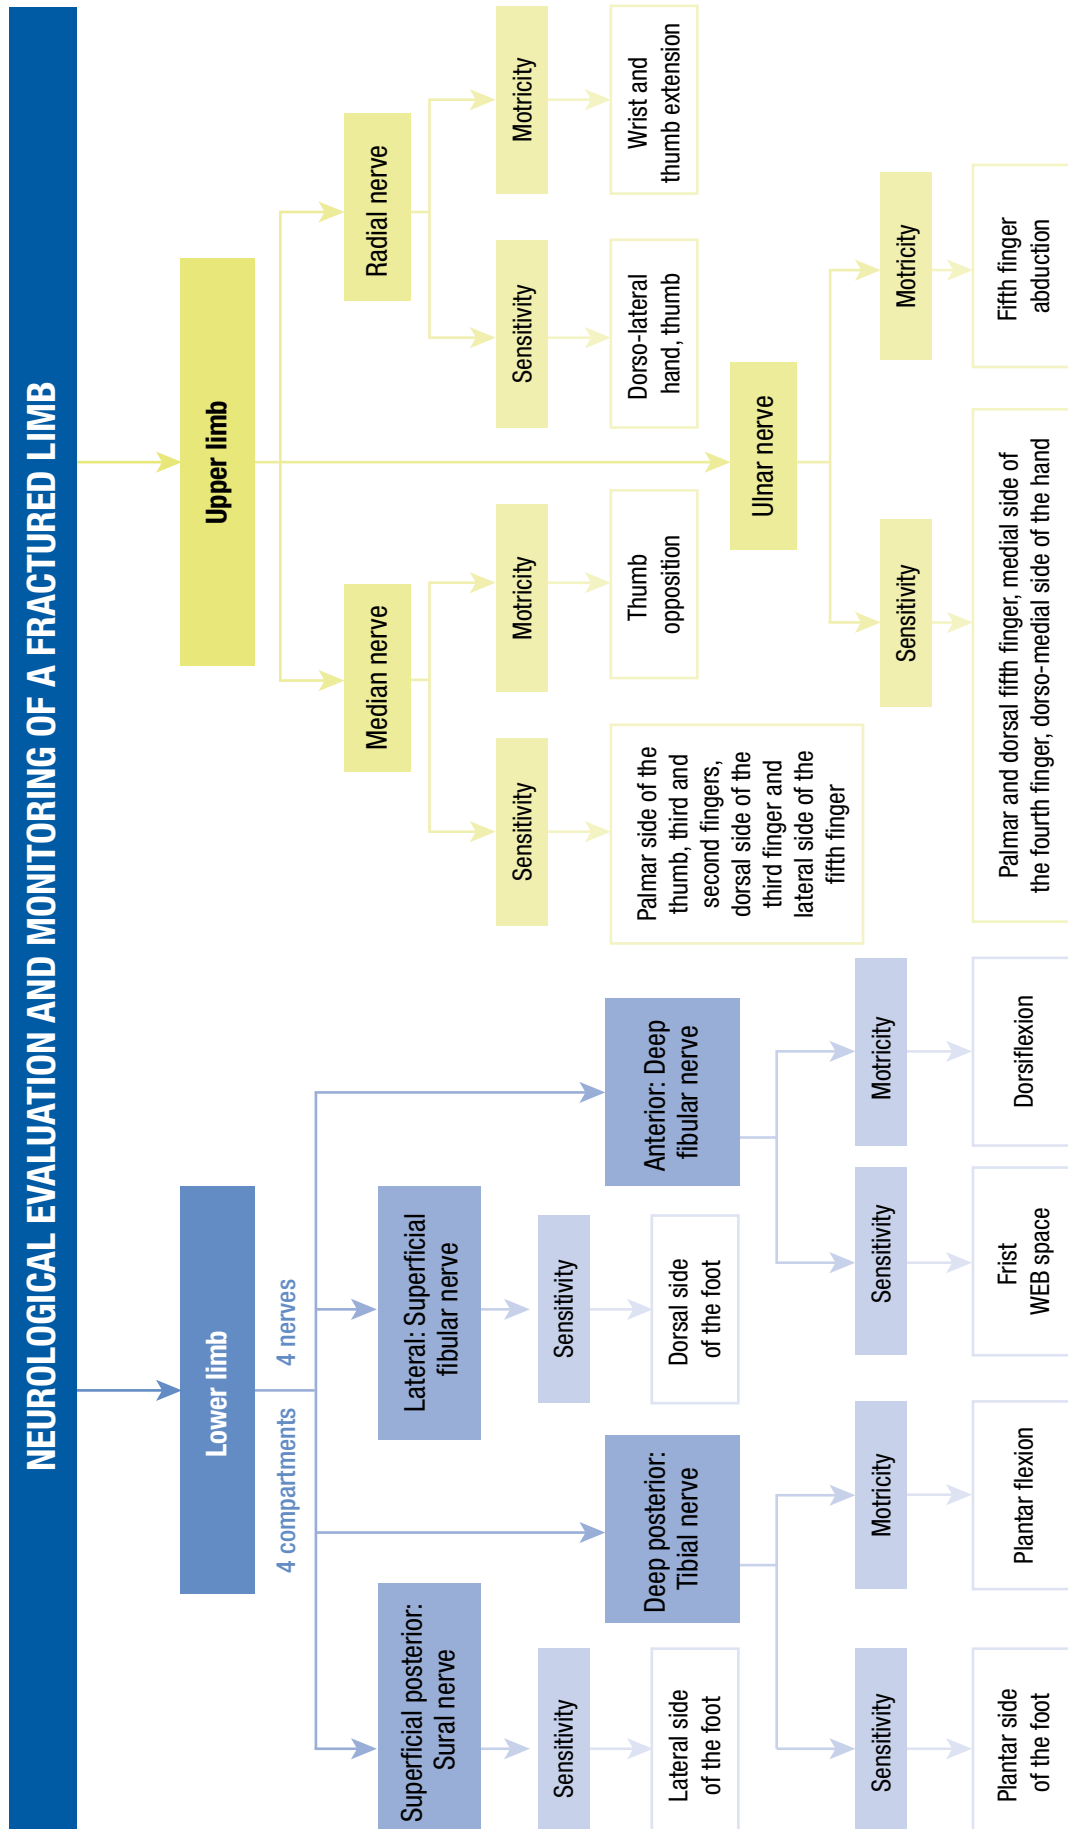 NEUROLOGICAL EVALUATION AND MONITORING OF A FRACTURED LIMB
Lower limb
4 compartments
4 nerves
Superficial posterior:
Sural nerve
Sensitivity
Lateral side
of the foot
Deep posterior:
Tibial nerve
Sensitivity
Plantar side
of the foot
Motricity
Plantar flexion
Lateral: Superficial
fibular nerve
Sensitivity
Dorsal side
of the foot
Anterior: Deep
fibular nerve
Sensitivity
Frist
WEB space
Motricity
Dorsiflexion
Upper limb
Median nerve
Sensitivity
Palmar side of the
thumb, third and
second fingers,
dorsal side of the
third finger and
lateral side of the
fifth finger
Motricity
Thumb
opposition
Radial nerve
Sensitivity
Dorso-lateral
hand, thumb
Motricity
Wrist and
thumb extension
Ulnar nerve
Sensitivity
Palmar and dorsal fifth finger, medial side of
the fourth finger, dorso-medial side of the hand
Motricity
Fifth finger
abduction